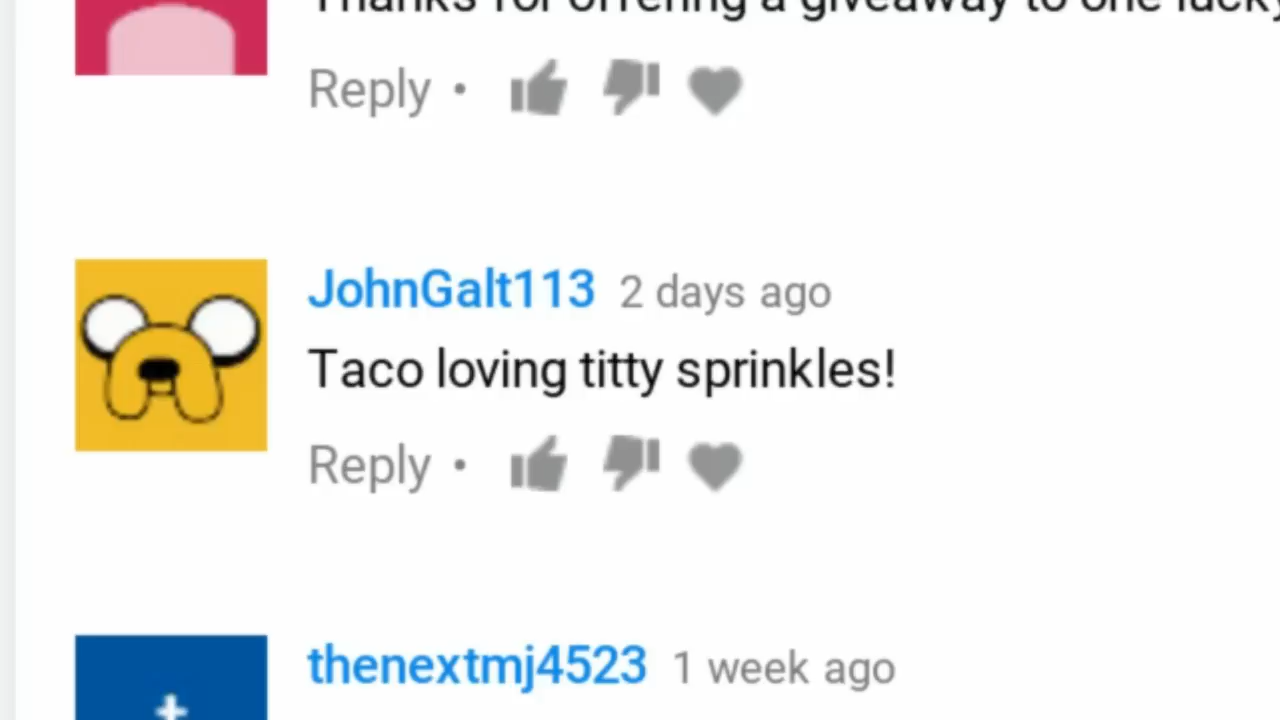 Thanks for offering a giveaway to one lucky
Reply •
JohnGalt113 2 days ago
Taco loving titty sprinkles!
Reply •
thenextmj4523 1 week ago